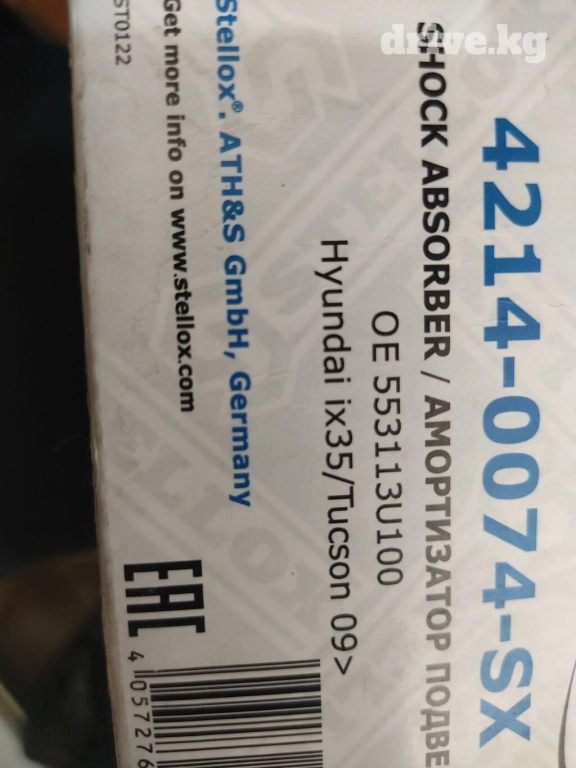 drive.kg
4214-0074-SX
SHOCK ABSORBER / АМОРТИЗАТОР ПОДВЕ
OE 553113U100
Hyundai ix35/Tucson 09>
Stellox®. ATH&S GmbH, Germany
Get more info on www.stellox.com
ST0122
EAC
4 057276